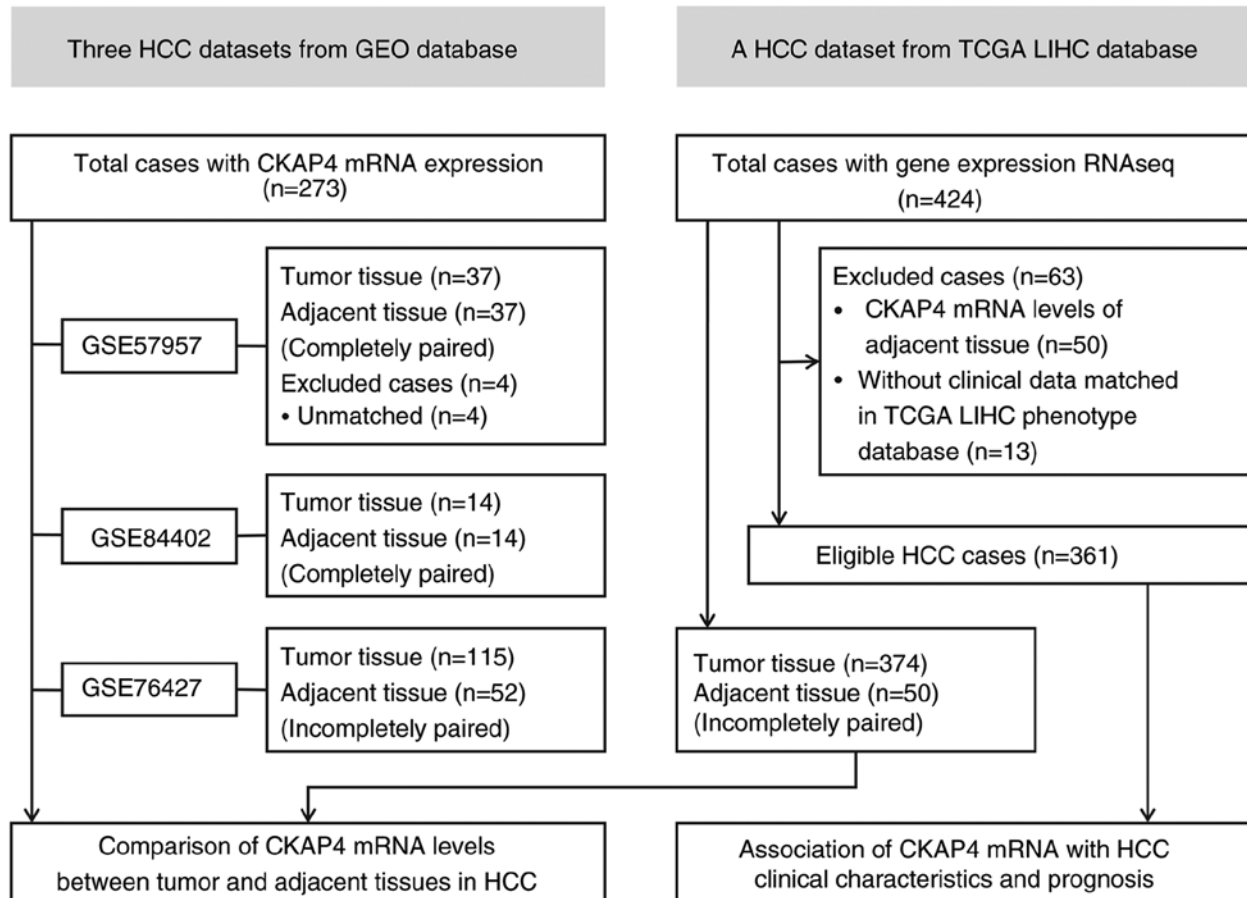 Three HCC datasets from GEO database
Total cases with CKAP4 mRNA expression
(n=273)
GSE57957
Tumor tissue (n=37)
Adjacent tissue (n=37)
(Completely paired)
Excluded cases (n=4)
• Unmatched (n=4)
GSE84402
Tumor tissue (n=14)
Adjacent tissue (n=14)
(Completely paired)
GSE76427
Tumor tissue (n=115)
Adjacent tissue (n=52)
(Incompletely paired)
Comparison of CKAP4 mRNA levels
between tumor and adjacent tissues in HCC
A HCC dataset from TCGA LIHC database
Total cases with gene expression RNAseq
(n=424)
Excluded cases (n=63)
• CKAP4 mRNA levels of
adjacent tissue (n=50)
• Without clinical data matched
in TCGA LIHC phenotype
database (n=13)
Eligible HCC cases (n=361)
Tumor tissue (n=374)
Adjacent tissue (n=50)
(Incompletely paired)
Association of CKAP4 mRNA with HCC
clinical characteristics and prognosis